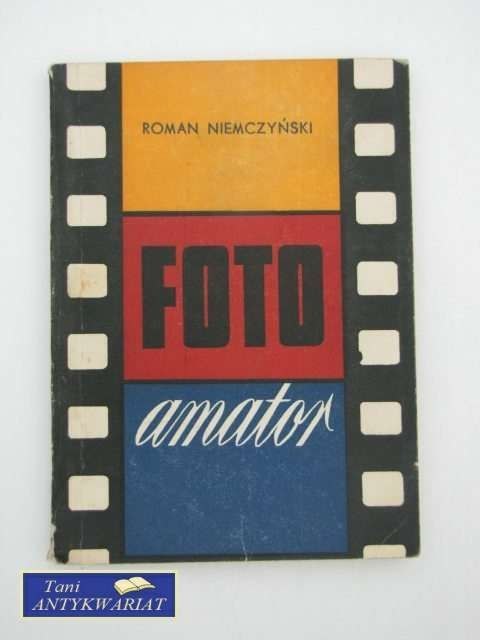 ROMAN NIEMCZYŃSKI
FOTO
amator
Tani
ANTYKWARIAT